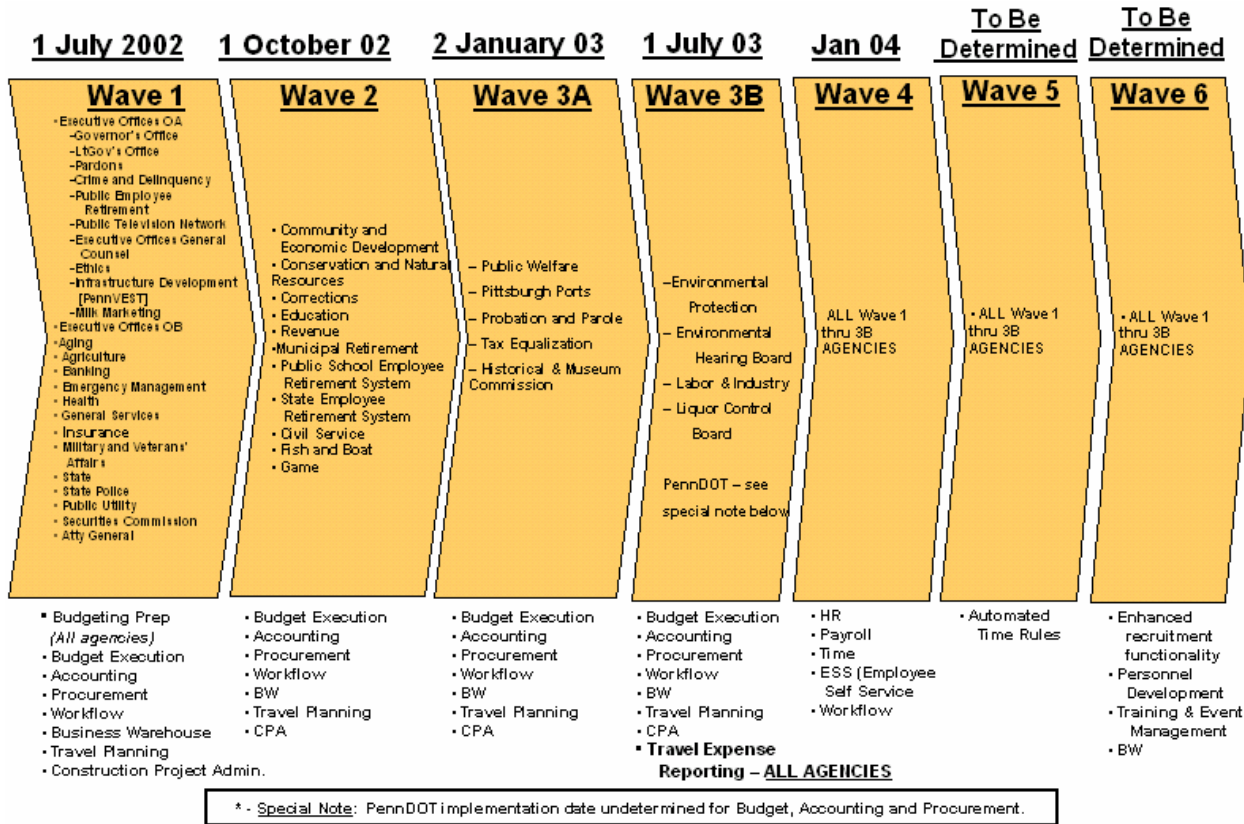 1 July 2002
Wave 1
· Executive Offices OA
–Governor's Office
–LtGov's Office
–Pardons
–Crime and Delinquency
–Public Employee
Retirement
–Public Television Network
–Executive Offices General
Counsel
–Ethics
–Infrastructure Development
[PennVEST]
–Milk Marketing
· Executive Offices OB
·Aging
· Agriculture
· Banking
· Emergency Management
· Health
· General Services
· Insurance
· Military and Veterans'
Affairs
· State
· State Police
· Public Utility
· Securities Commission
· Atty General
▪ Budgeting Prep
(All agencies)
· Budget Execution
· Accounting
· Procurement
· Workflow
· Business Warehouse
· Travel Planning
· Construction Project Admin.
1 October 02
Wave 2
· Community and
Economic Development
· Conservation and Natural
Resources
· Corrections
· Education
· Revenue
·Municipal Retirement
· Public School Employee
Retirement System
· State Employee
Retirement System
· Civil Service
· Fish and Boat
· Game
· Budget Execution
· Accounting
· Procurement
· Workflow
· BW
· Travel Planning
· CPA
2 January 03
Wave 3A
– Public Welfare
– Pittsburgh Ports
– Probation and Parole
– Tax Equalization
– Historical & Museum
Commission
· Budget Execution
· Accounting
· Procurement
· Workflow
· BW
· Travel Planning
· CPA
1 July 03
Wave 3B
–Environmental
Protection
– Environmental
Hearing Board
– Labor & Industry
– Liquor Control
Board
PennDOT – see
special note below
· Budget Execution
· Accounting
· Procurement
· Workflow
· BW
· Travel Planning
· CPA
▪ Travel Expense
Reporting – ALL AGENCIES
Jan 04
Wave 4
· ALL Wave 1
thru 3B
AGENCIES
· HR
· Payroll
· Time
· ESS (Employee
Self Service
· Workflow
To Be
Determined
Wave 5
· ALL Wave 1
thru 3B
AGENCIES
· Automated
Time Rules
To Be
Determined
Wave 6
· ALL Wave 1
thru 3B
AGENCIES
· Enhanced
recruitment
functionality
· Personnel
Development
· Training & Event
Management
· BW
* - Special Note: PennDOT implementation date undetermined for Budget, Accounting and Procurement.